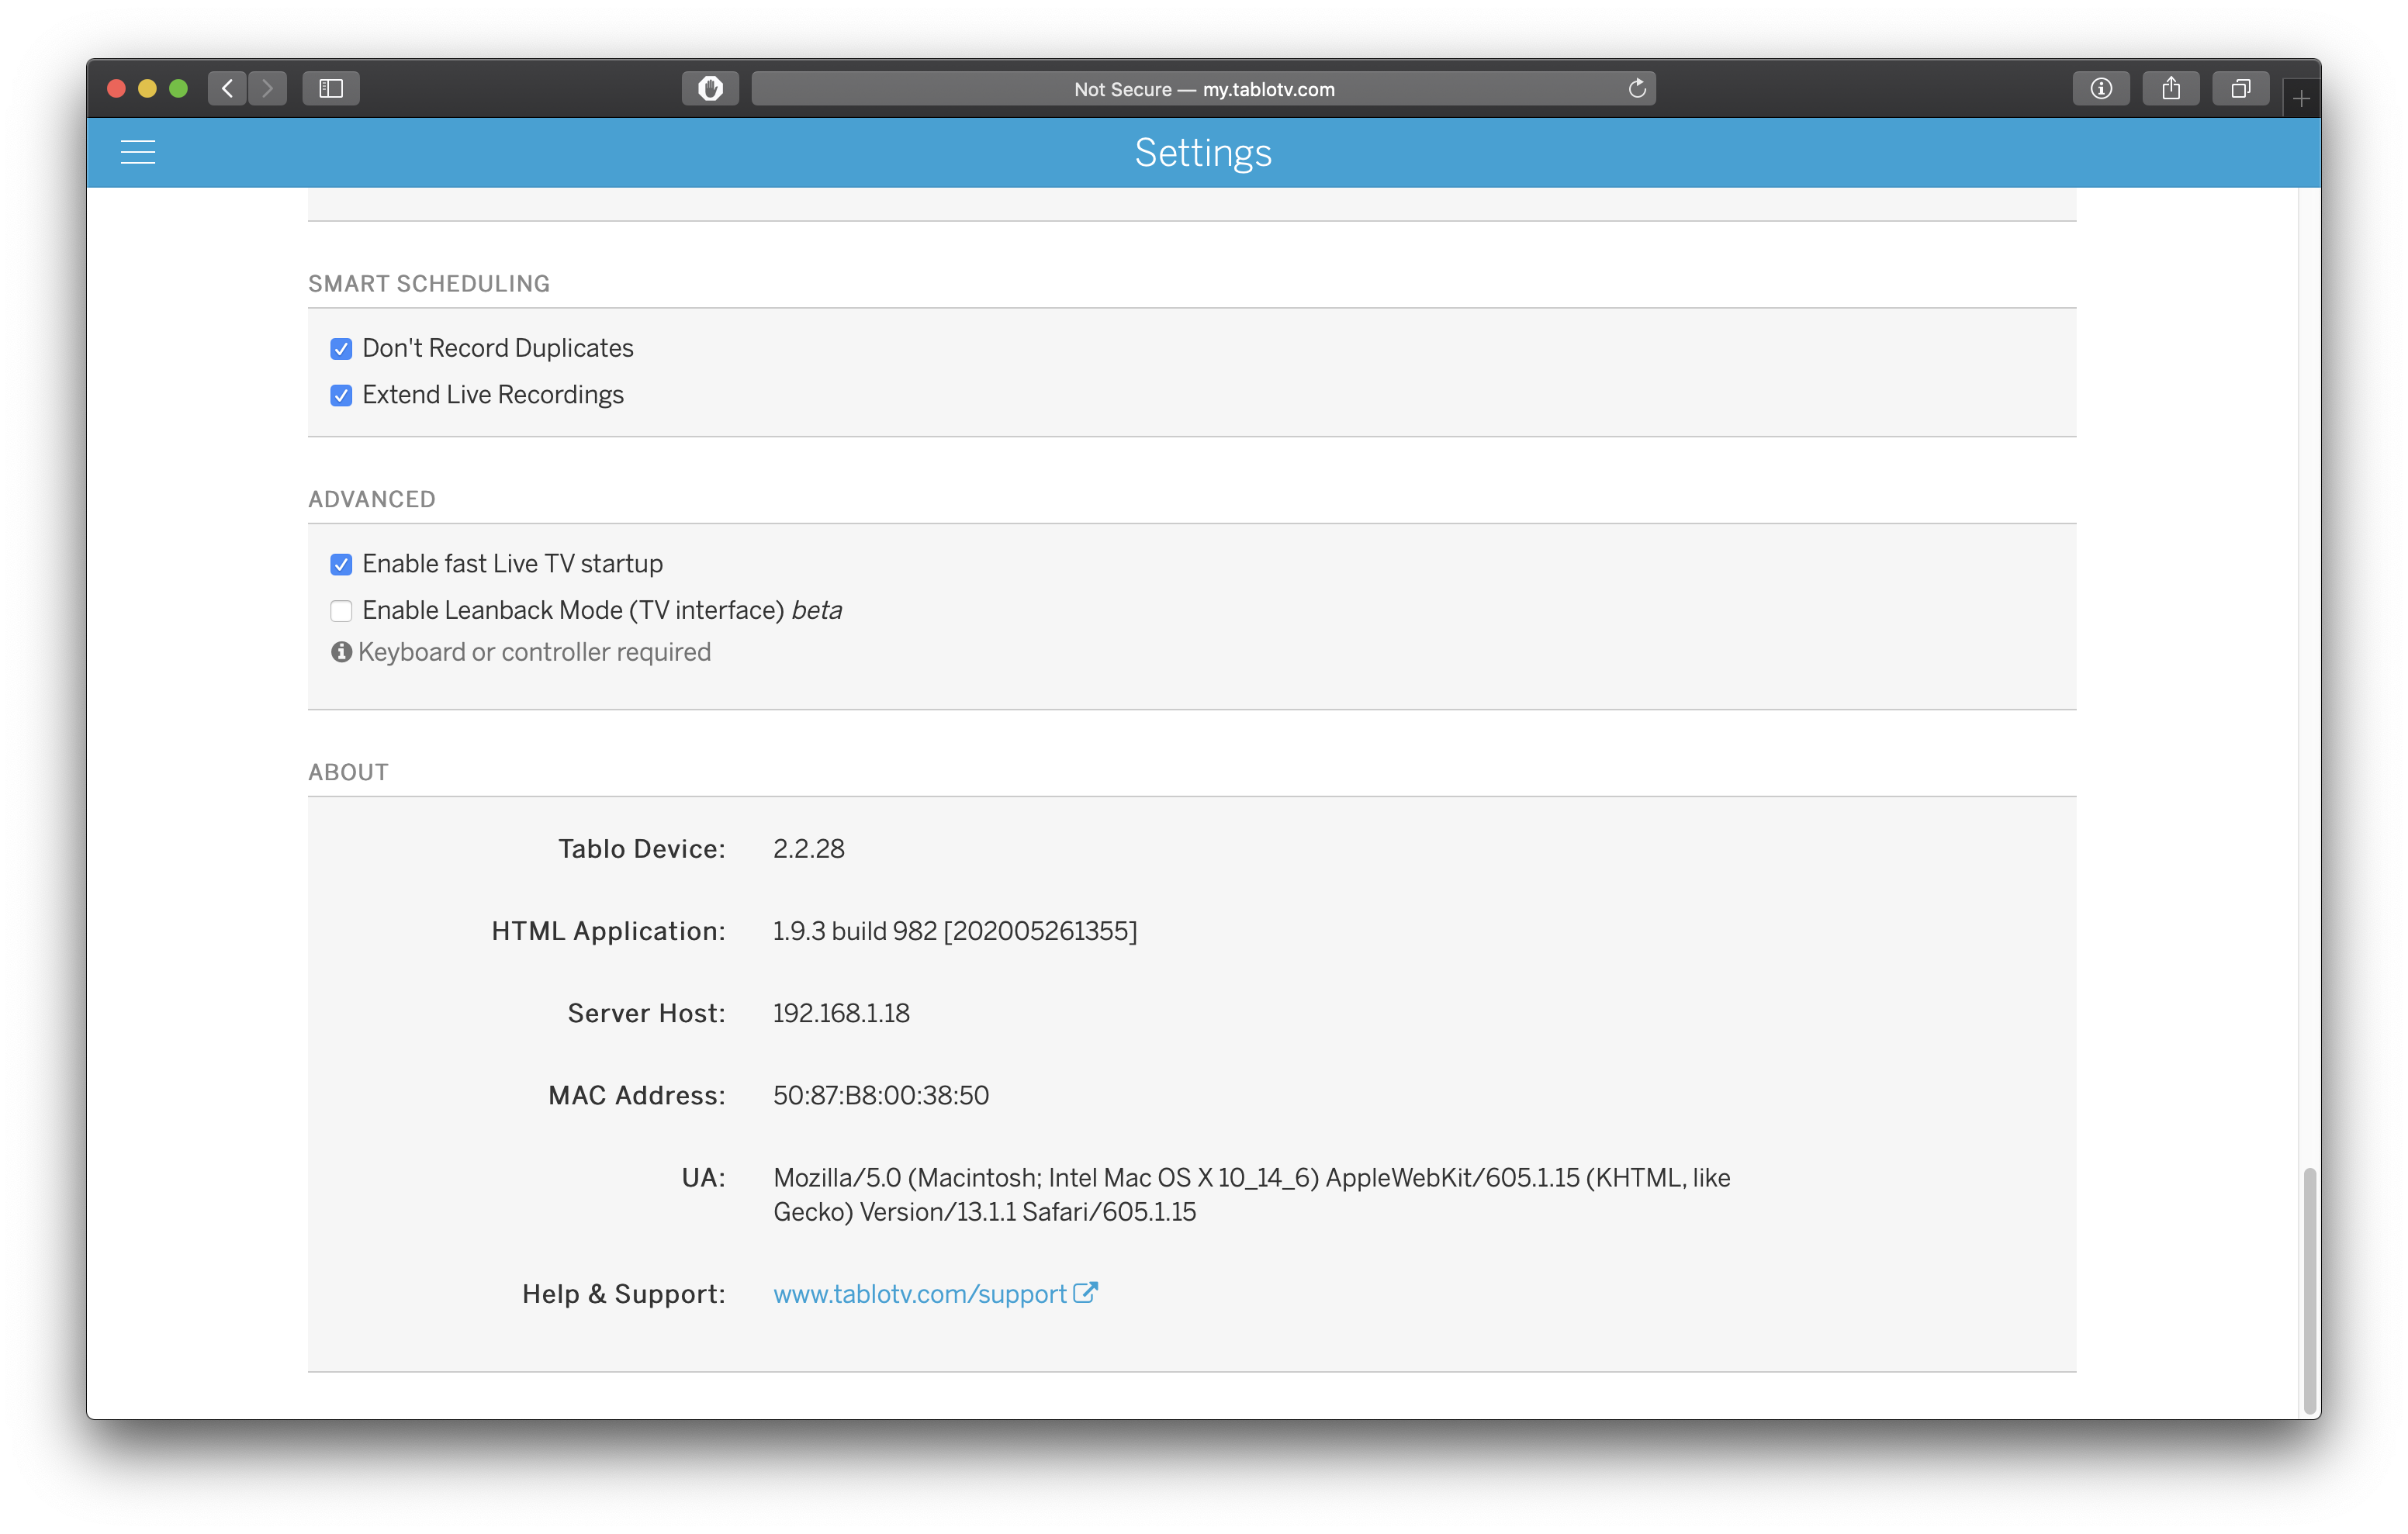 Not Secure — my.tablotv.com
Settings
SMART SCHEDULING
Don't Record Duplicates
Extend Live Recordings
ADVANCED
Enable fast Live TV startup
Enable Leanback Mode (TV interface) beta
Keyboard or controller required
ABOUT
Tablo Device: 2.2.28
HTML Application: 1.9.3 build 982 [202005261355]
Server Host: 192.168.1.18
MAC Address: 50:87:B8:00:38:50
UA: Mozilla/5.0 (Macintosh; Intel Mac OS X 10_14_6) AppleWebKit/605.1.15 (KHTML, like
Gecko) Version/13.1.1 Safari/605.1.15
Help & Support: www.tablotv.com/support